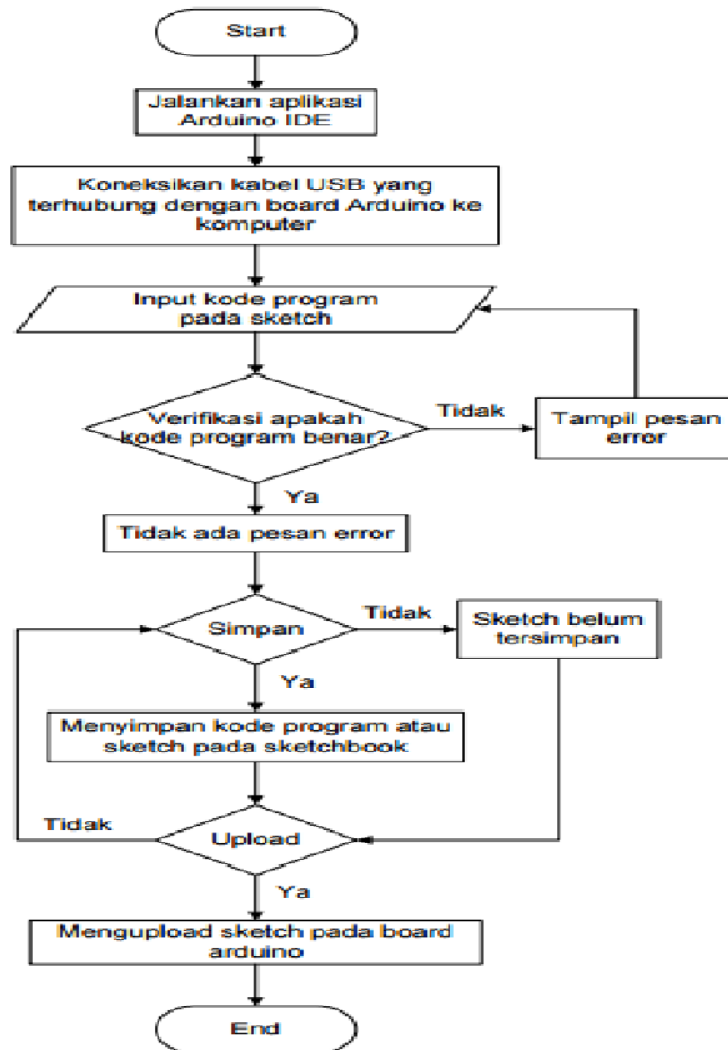 Start
Jalankan aplikasi
Arduino IDE
Koneksikan kabel USB yang
terhubung dengan board Arduino ke
komputer
Input kode program
pada sketch
Verifikasi apakah
kode program benar?
Tidak
Tampil pesan
error
Ya
Tidak ada pesan error
Simpan
Tidak
Sketch belum
tersimpan
Ya
Menyimpan kode program atau
sketch pada sketchbook
Tidak
Upload
Ya
Mengupload sketch pada board
arduino
End